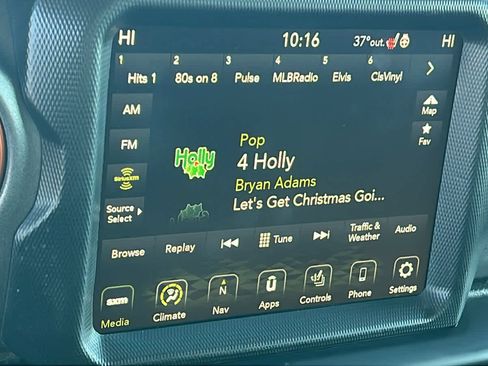 HI 10:16 37°out. HI
1 2 3 4 5 6
Hits 1 80s on 8 Pulse MLBRadio Elvis ClsVinyl
AM
Map
FM
Fav
Pop
Holly
4 Holly
SiriusXM
Bryan Adams
Let's Get Christmas Goi...
Source
Select
Browse Replay Tune Traffic &
Weather Audio
sxm
Media Climate N
Nav Apps Controls Phone Settings